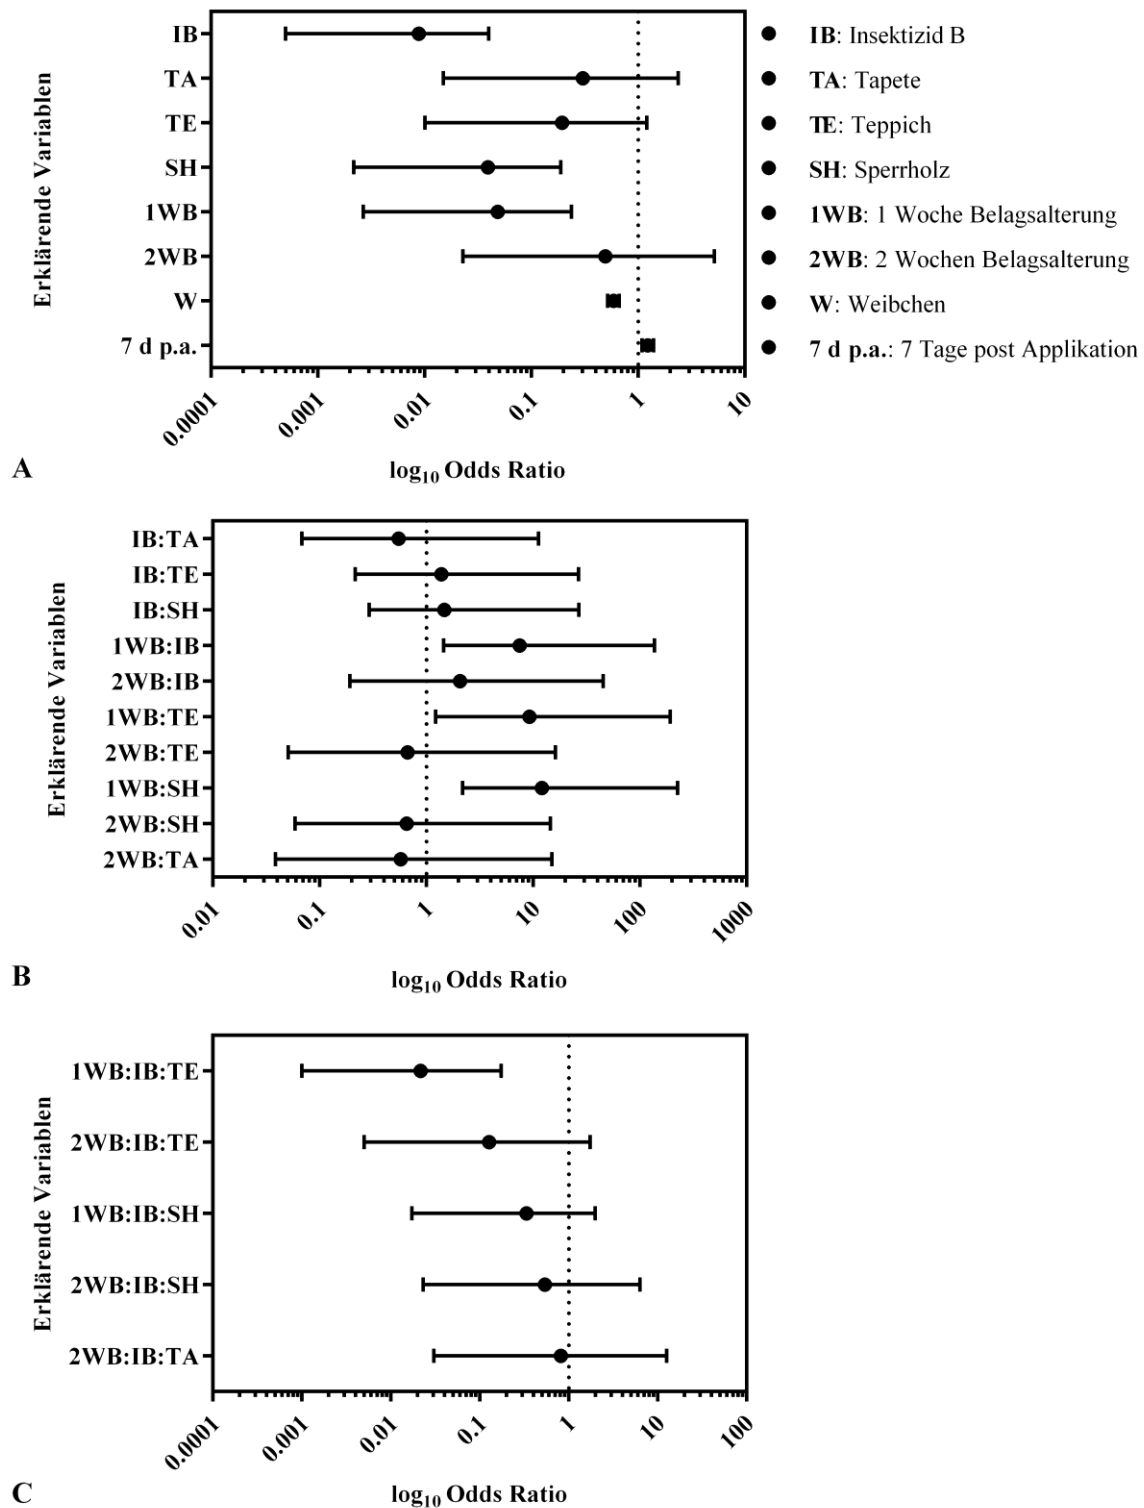 Erklärende Variablen
IB
TA
TE
SH
1WB
2WB
W
7 d p.a.
0.0001
0.001
0.01
0.1
1
10
log10 Odds Ratio
A
IB: Insektizid B
TA: Tapete
TE: Teppich
SH: Sperrholz
1WB: 1 Woche Belagsalterung
2WB: 2 Wochen Belagsalterung
W: Weibchen
7 d p.a.: 7 Tage post Applikation
Erklärende Variablen
IB:TA
IB:TE
IB:SH
1WB:IB
2WB:IB
1WB:TE
2WB:TE
1WB:SH
2WB:SH
2WB:TA
0.01
0.1
1
10
100
1000
log10 Odds Ratio
B
Erklärende Variablen
1WB:IB:TE
2WB:IB:TE
1WB:IB:SH
2WB:IB:SH
2WB:IB:TA
0.0001
0.001
0.01
0.1
1
10
100
log10 Odds Ratio
C